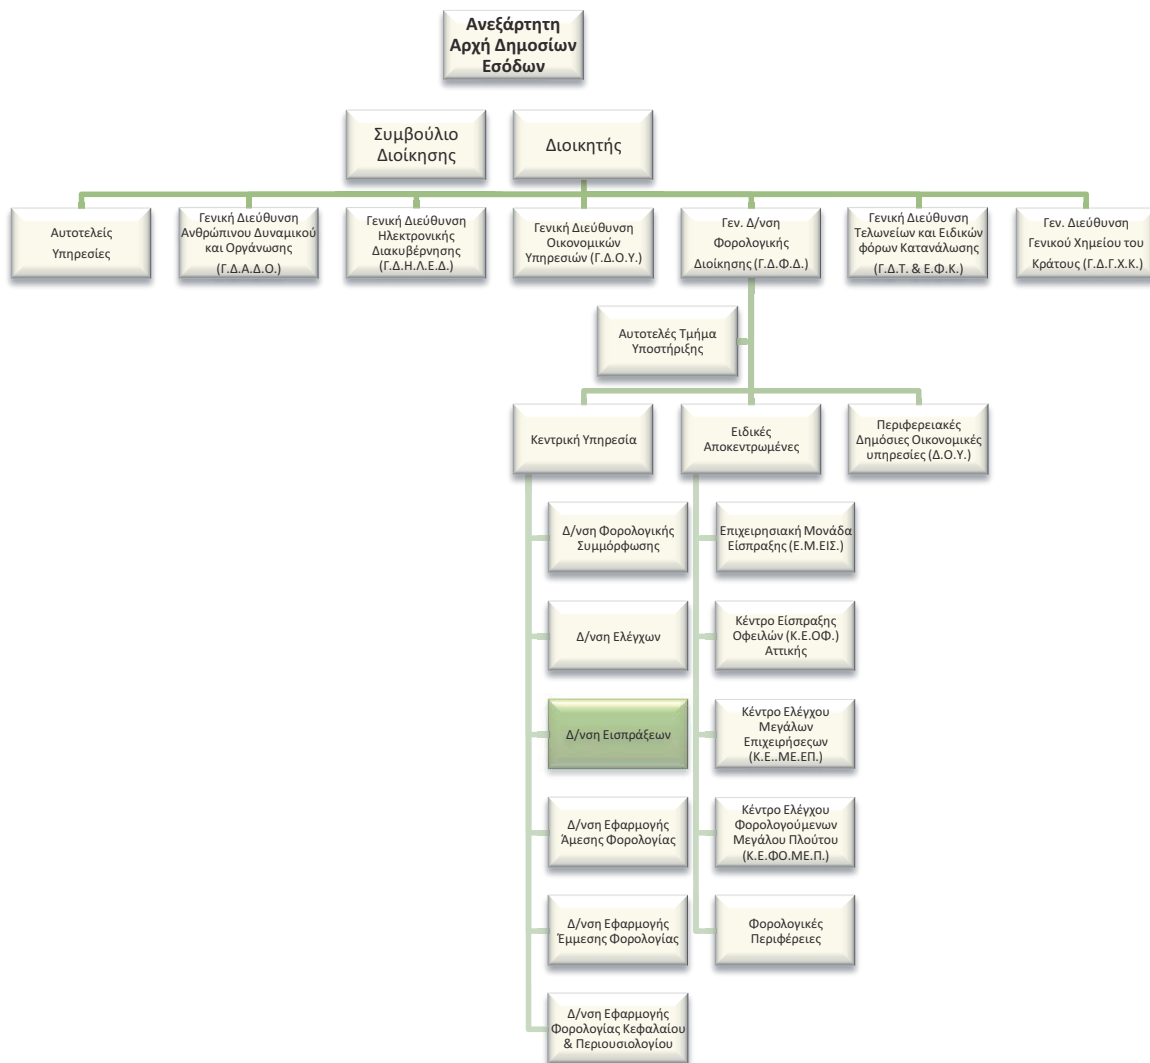 Ανεξάρτητη
Αρχή Δημοσίων
Εσόδων
Συμβούλιο
Διοίκησης
Διοικητής
Αυτοτελείς
Υπηρεσίες
Γενική Διεύθυνση
Ανθρώπινου Δυναμικού
και Οργάνωσης
(Γ.Δ.Α.Δ.Ο.)
Γενική Διεύθυνση
Ηλεκτρονικής
Διακυβέρνησης
(Γ.Δ.Η.Λ.Ε.Δ.)
Γενική Διεύθυνση
Οικονομικών
Υπηρεσιών (Γ.Δ.Ο.Υ.)
Γεν. Δ/νση
Φορολογικής
Διοίκησης (Γ.Δ.Φ.Δ.)
Γενική Διεύθυνση
Τελωνείων και Ειδικών
φόρων Κατανάλωσης
(Γ.Δ.Τ. & Ε.Φ.Κ.)
Γεν. Διεύθυνση
Γενικού Χημείου του
Κράτους (Γ.Δ.Γ.Χ.Κ.)
Αυτοτελές Τμήμα
Υποστήριξης
Κεντρική Υπηρεσία
Ειδικές
Αποκεντρωμένες
Περιφερειακές
Δημόσιες Οικονομικές
υπηρεσίες (Δ.Ο.Υ.)
Δ/νση Φορολογικής
Συμμόρφωσης
Δ/νση Ελέγχων
Δ/νση Εισπράξεων
Δ/νση Εφαρμογής
Άμεσης Φορολογίας
Δ/νση Εφαρμογής
Έμμεσης Φορολογίας
Δ/νση Εφαρμογής
Φορολογίας Κεφαλαίου
& Περιουσιολογίου
Επιχειρησιακή Μονάδα
Είσπραξης (Ε.Μ.ΕΙΣ.)
Κέντρο Είσπραξης
Οφειλών (Κ.Ε.ΟΦ.)
Αττικής
Κέντρο Ελέγχου
Μεγάλων
Επιχειρήσεςων
(Κ.Ε..ΜΕ.ΕΠ.)
Κέντρο Ελέγχου
Φορολογούμενων
Μεγάλου Πλούτου
(Κ.Ε.ΦΟ.ΜΕ.Π.)
Φορολογικές
Περιφέρειες